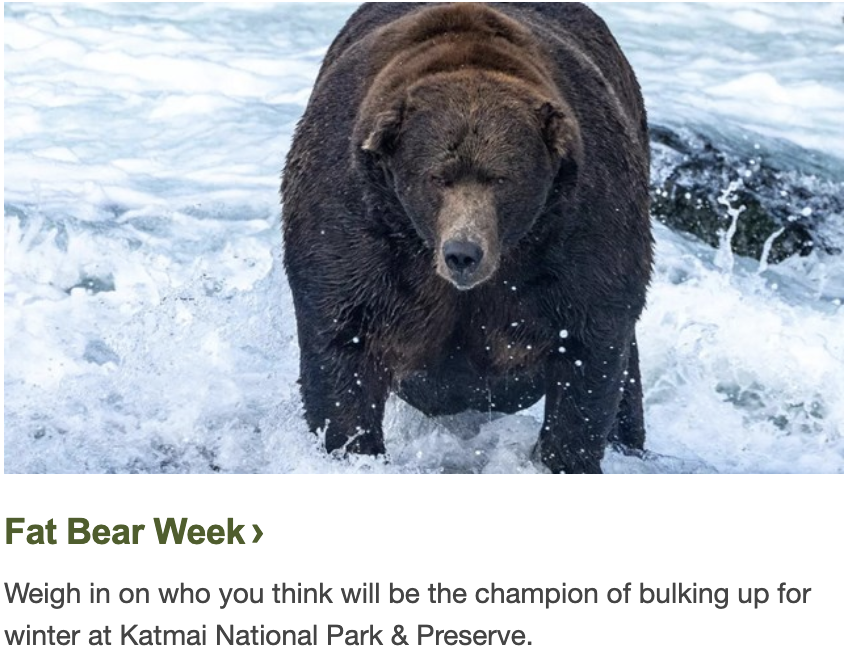 Fat Bear Week ›
Weigh in on who you think will be the champion of bulking up for
winter at Katmai National Park & Preserve.